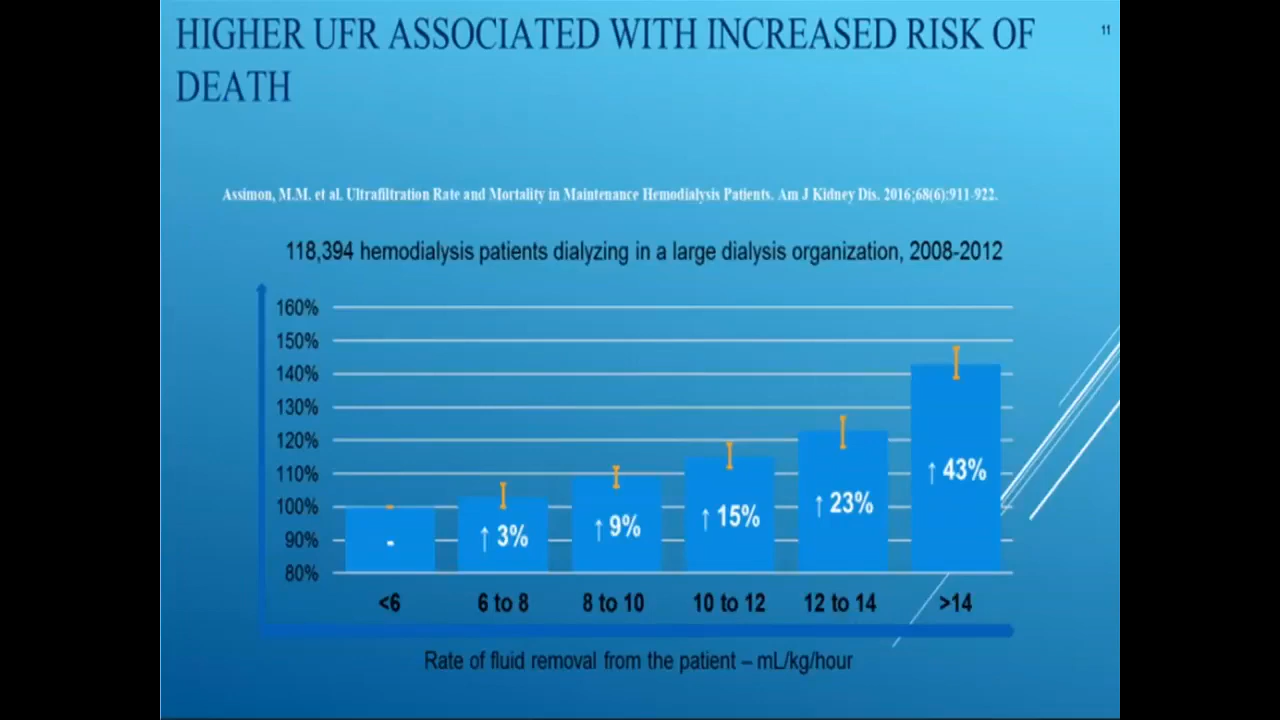 HIGHER UFR ASSOCIATED WITH INCREASED RISK OF
DEATH
11
Assimon, M.M. et al. Ultrafiltration Rate and Mortality in Maintenance Hemodialysis Patients. Am J Kidney Dis. 2016;68(6):911-922.
118,394 hemodialysis patients dialyzing in a large dialysis organization, 2008-2012
160%
150%
140%
130%
120%
110%
100%
90%
80%
-
↑ 3%
↑ 9%
↑ 15%
↑ 23%
↑ 43%
<6 6 to 8 8 to 10 10 to 12 12 to 14 >14
Rate of fluid removal from the patient – mL/kg/hour